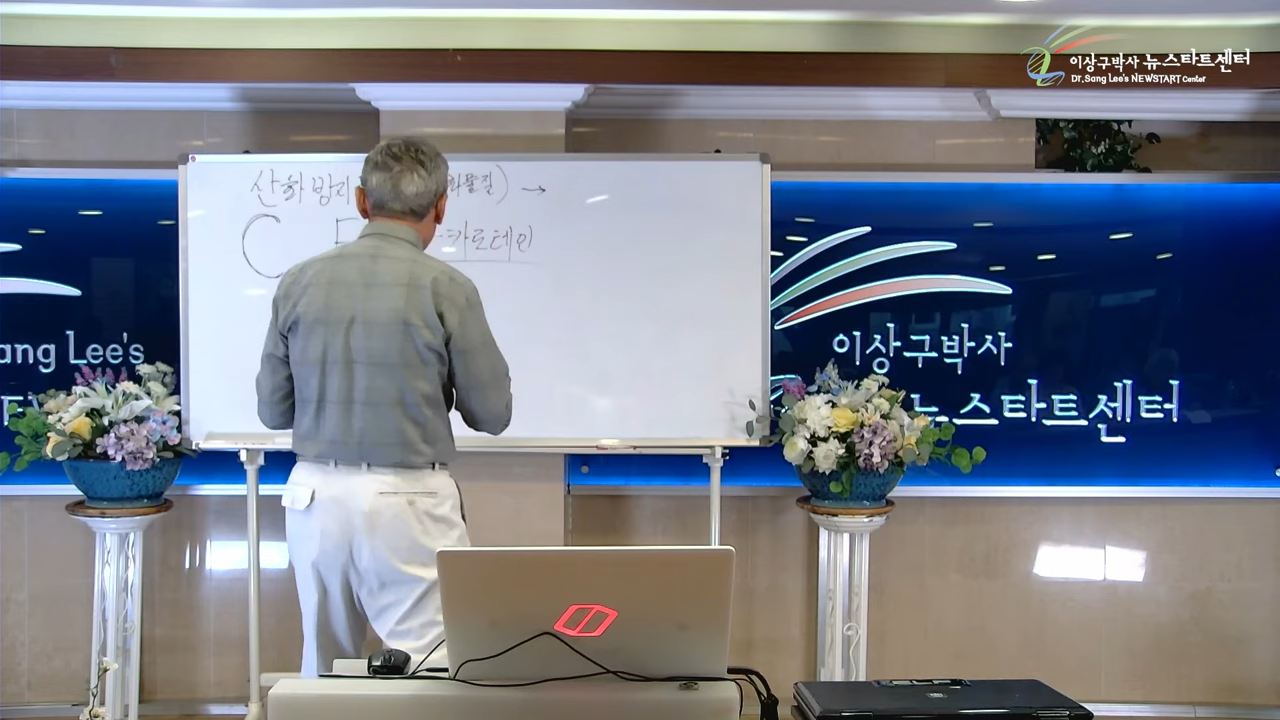 이상구박사 뉴스타트센터
Dr. Sang Lee's NEWSTART Center
산화방지 화물질) →
C E 카로테인
ang Lee's
이상구박사
뉴스타트센터